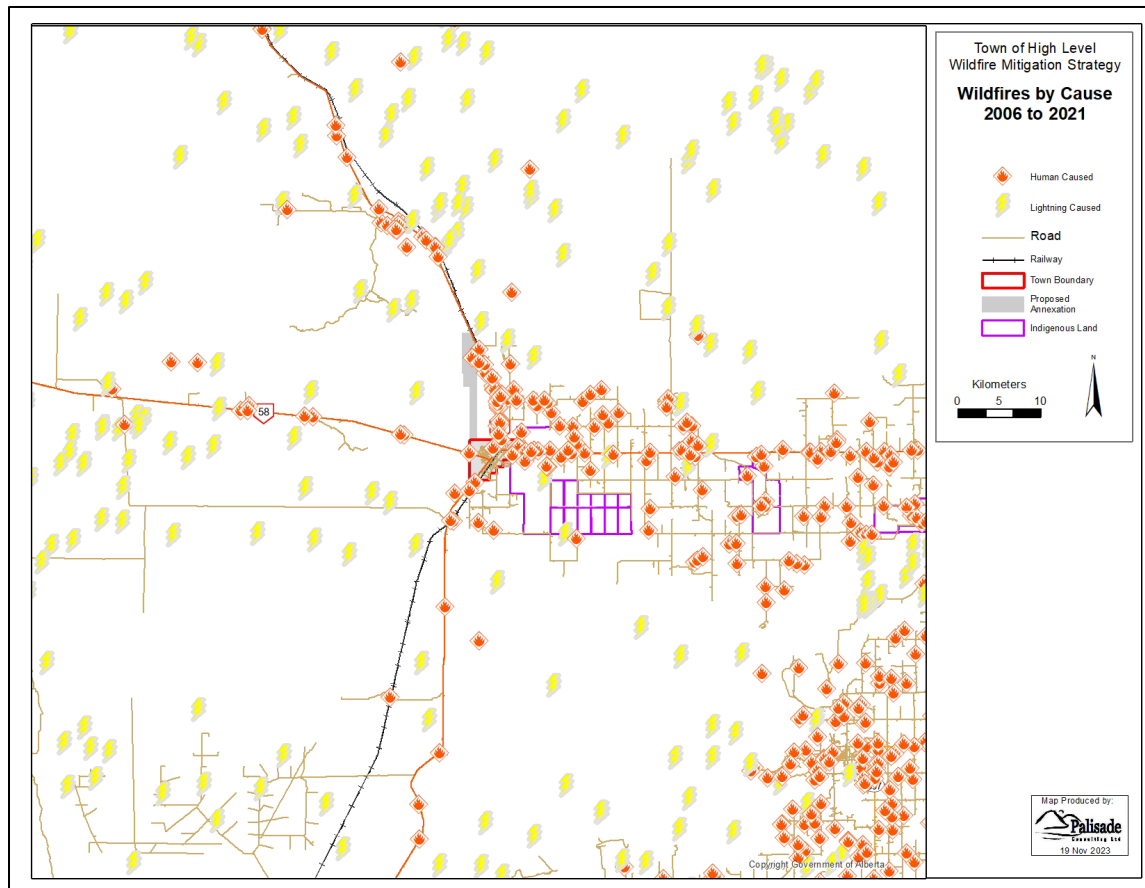 Town of High Level
Wildfire Mitigation Strategy
Wildfires by Cause
2006 to 2021
Human Caused
Lightning Caused
Road
Railway
Town Boundary
Proposed
Annexation
Indigenous Land
Kilometers
0 5 10
N
58
Map Produced by:
Palisade
Consulting Ltd
19 Nov 2023
Copyright Government of Alberta